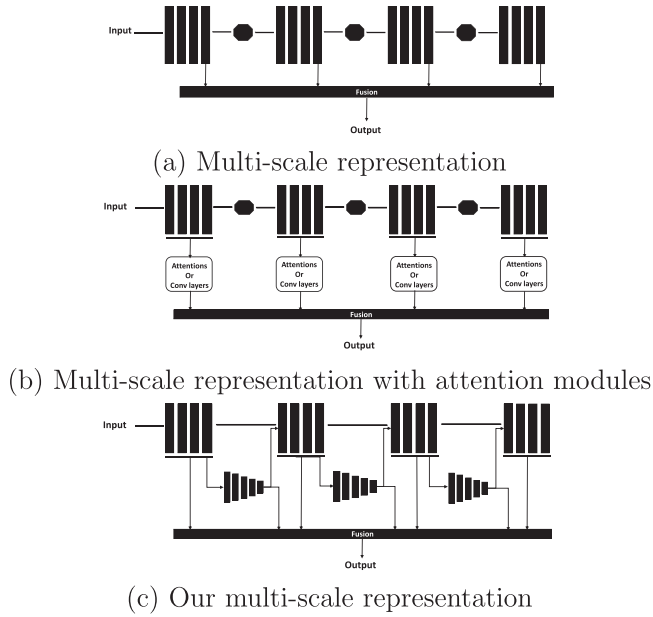 Input
Fusion
Output
(a) Multi-scale representation
Input
Attentions Or Conv layers
Attentions Or Conv layers
Attentions Or Conv layers
Attentions Or Conv layers
Fusion
Output
(b) Multi-scale representation with attention modules
Input
Fusion
Output
(c) Our multi-scale representation